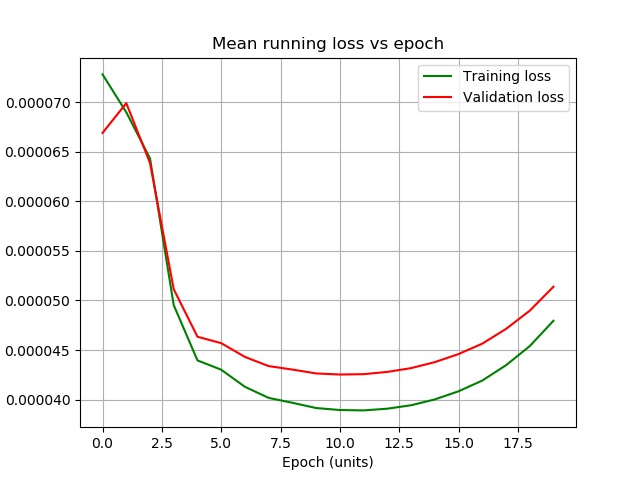 Mean running loss vs epoch
Training loss
Validation loss
0.000070
0.000065
0.000060
0.000055
0.000050
0.000045
0.000040
0.0 2.5 5.0 7.5 10.0 12.5 15.0 17.5
Epoch (units)